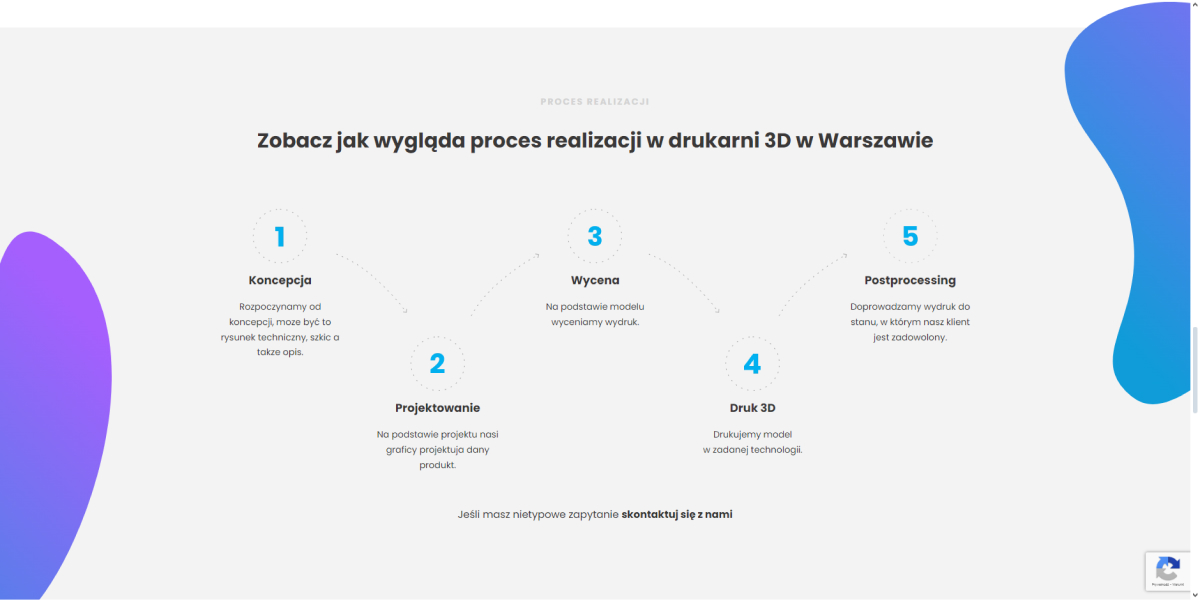 PROCES REALIZACJI
Zobacz jak wygląda proces realizacji w drukarni 3D w Warszawie
1
Koncepcja
Rozpoczynamy od
koncepcji, moze być to
rysunek techniczny, szkic a
takze opis.
2
Projektowanie
Na podstawie projektu nasi
graficy projektuja dany
produkt.
3
Wycena
Na podstawie modelu
wyceniamy wydruk.
4
Druk 3D
Drukujemy model
w zadanej technologii.
5
Postprocessing
Doprowadzamy wydruk do
stanu, w którym nasz klient
jest zadowolony.
Jeśli masz nietypowe zapytanie skontaktuj się z nami